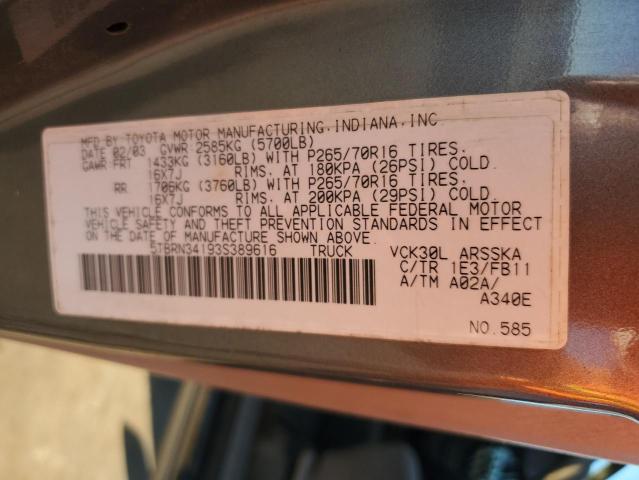 MFD BY TOYOTA MOTOR MANUFACTURING, INDIANA, INC
DATE 02/03 GVWR 2585KG (5700LB)
GAWR FRT 1433KG (3160LB) WITH P265/70R16 TIRES.
16X7J RIMS. AT 180KPA (26PSI) COLD
RR 1706KG (3760LB) WITH P265/70R16 TIRES.
16X7J RIMS. AT 200KPA (29PSI) COLD.
THIS VEHICLE CONFORMS TO ALL APPLICABLE FEDERAL MOTOR
VEHICLE SAFETY AND THEFT PREVENTION STANDARDS IN EFFECT
ON DATE OF MANUFACTURE SHOWN ABOVE.
5TBRN34193S389616 TRUCK
VCK30L ARSSKA
C/IR 1E3/FB11
A/TM A02A/
A340E
NO.585